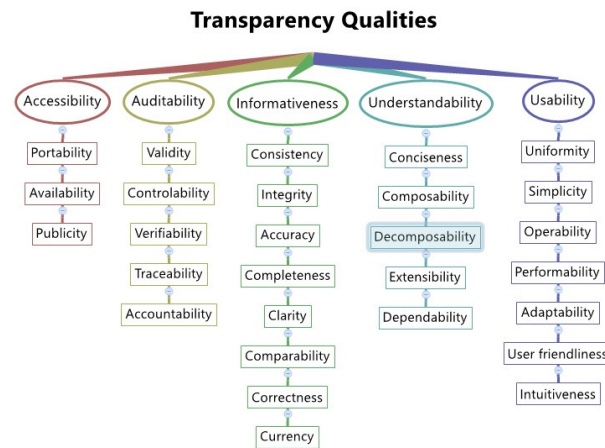 Transparency Qualities
Accessibility
Portability
Availability
Publicity
Auditability
Validity
Controlability
Verifiability
Traceability
Accountability
Informativeness
Consistency
Integrity
Accuracy
Completeness
Clarity
Comparability
Correctness
Currency
Understandability
Conciseness
Composability
Decomposability
Extensibility
Dependability
Usability
Uniformity
Simplicity
Operability
Performability
Adaptability
User friendliness
Intuitiveness